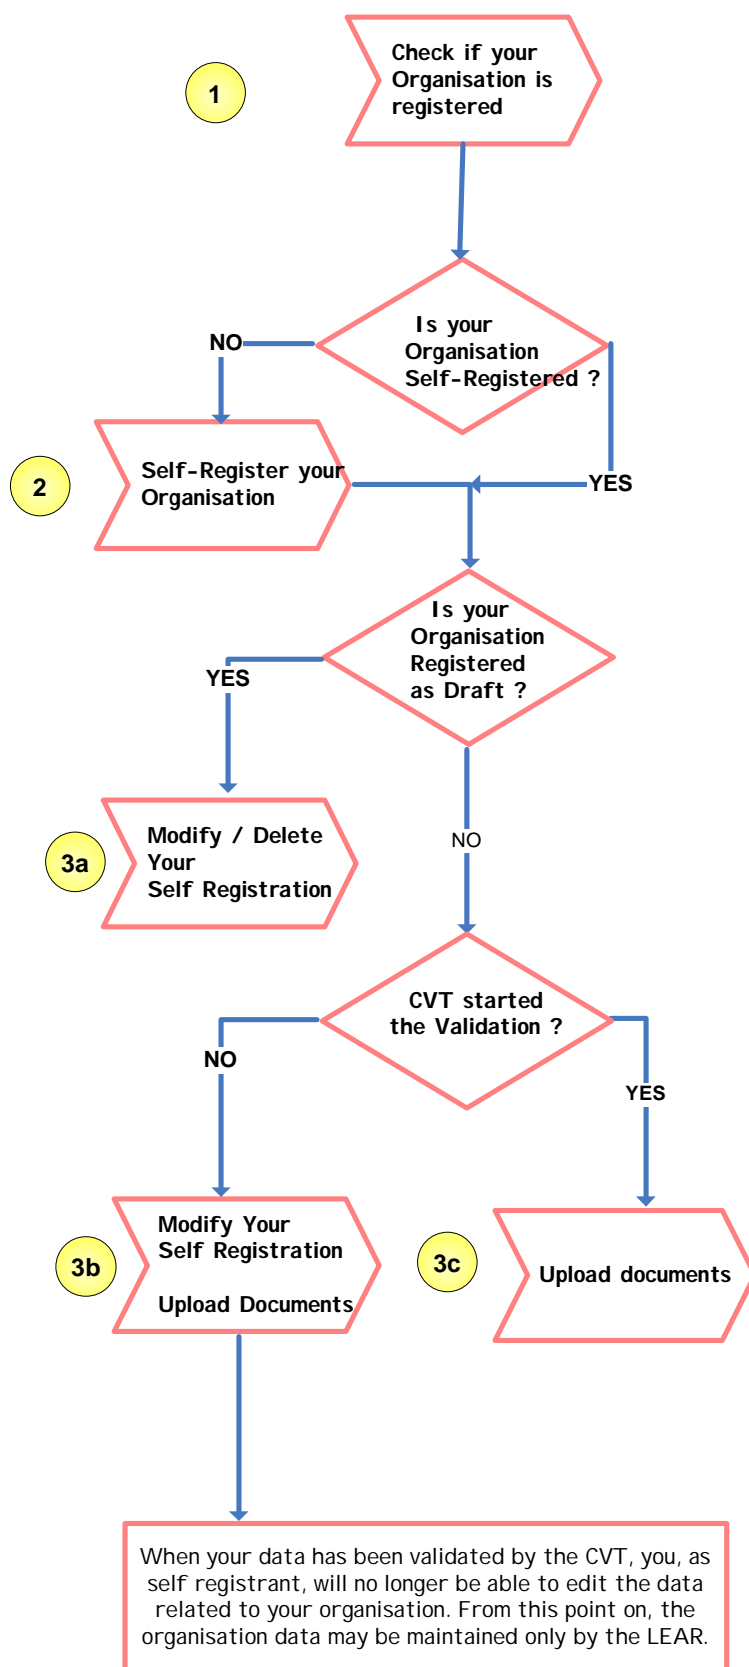 1
Check if your
Organisation is
registered
Is your
Organisation
Self-Registered ?
NO
YES
2
Self-Register your
Organisation
Is your
Organisation
Registered
as Draft ?
YES
NO
3a
Modify / Delete
Your
Self Registration
CVT started
the Validation ?
NO
YES
3b
Modify Your
Self Registration
Upload Documents
3c
Upload documents
When your data has been validated by the CVT, you, as
self registrant, will no longer be able to edit the data
related to your organisation. From this point on, the
organisation data may be maintained only by the LEAR.